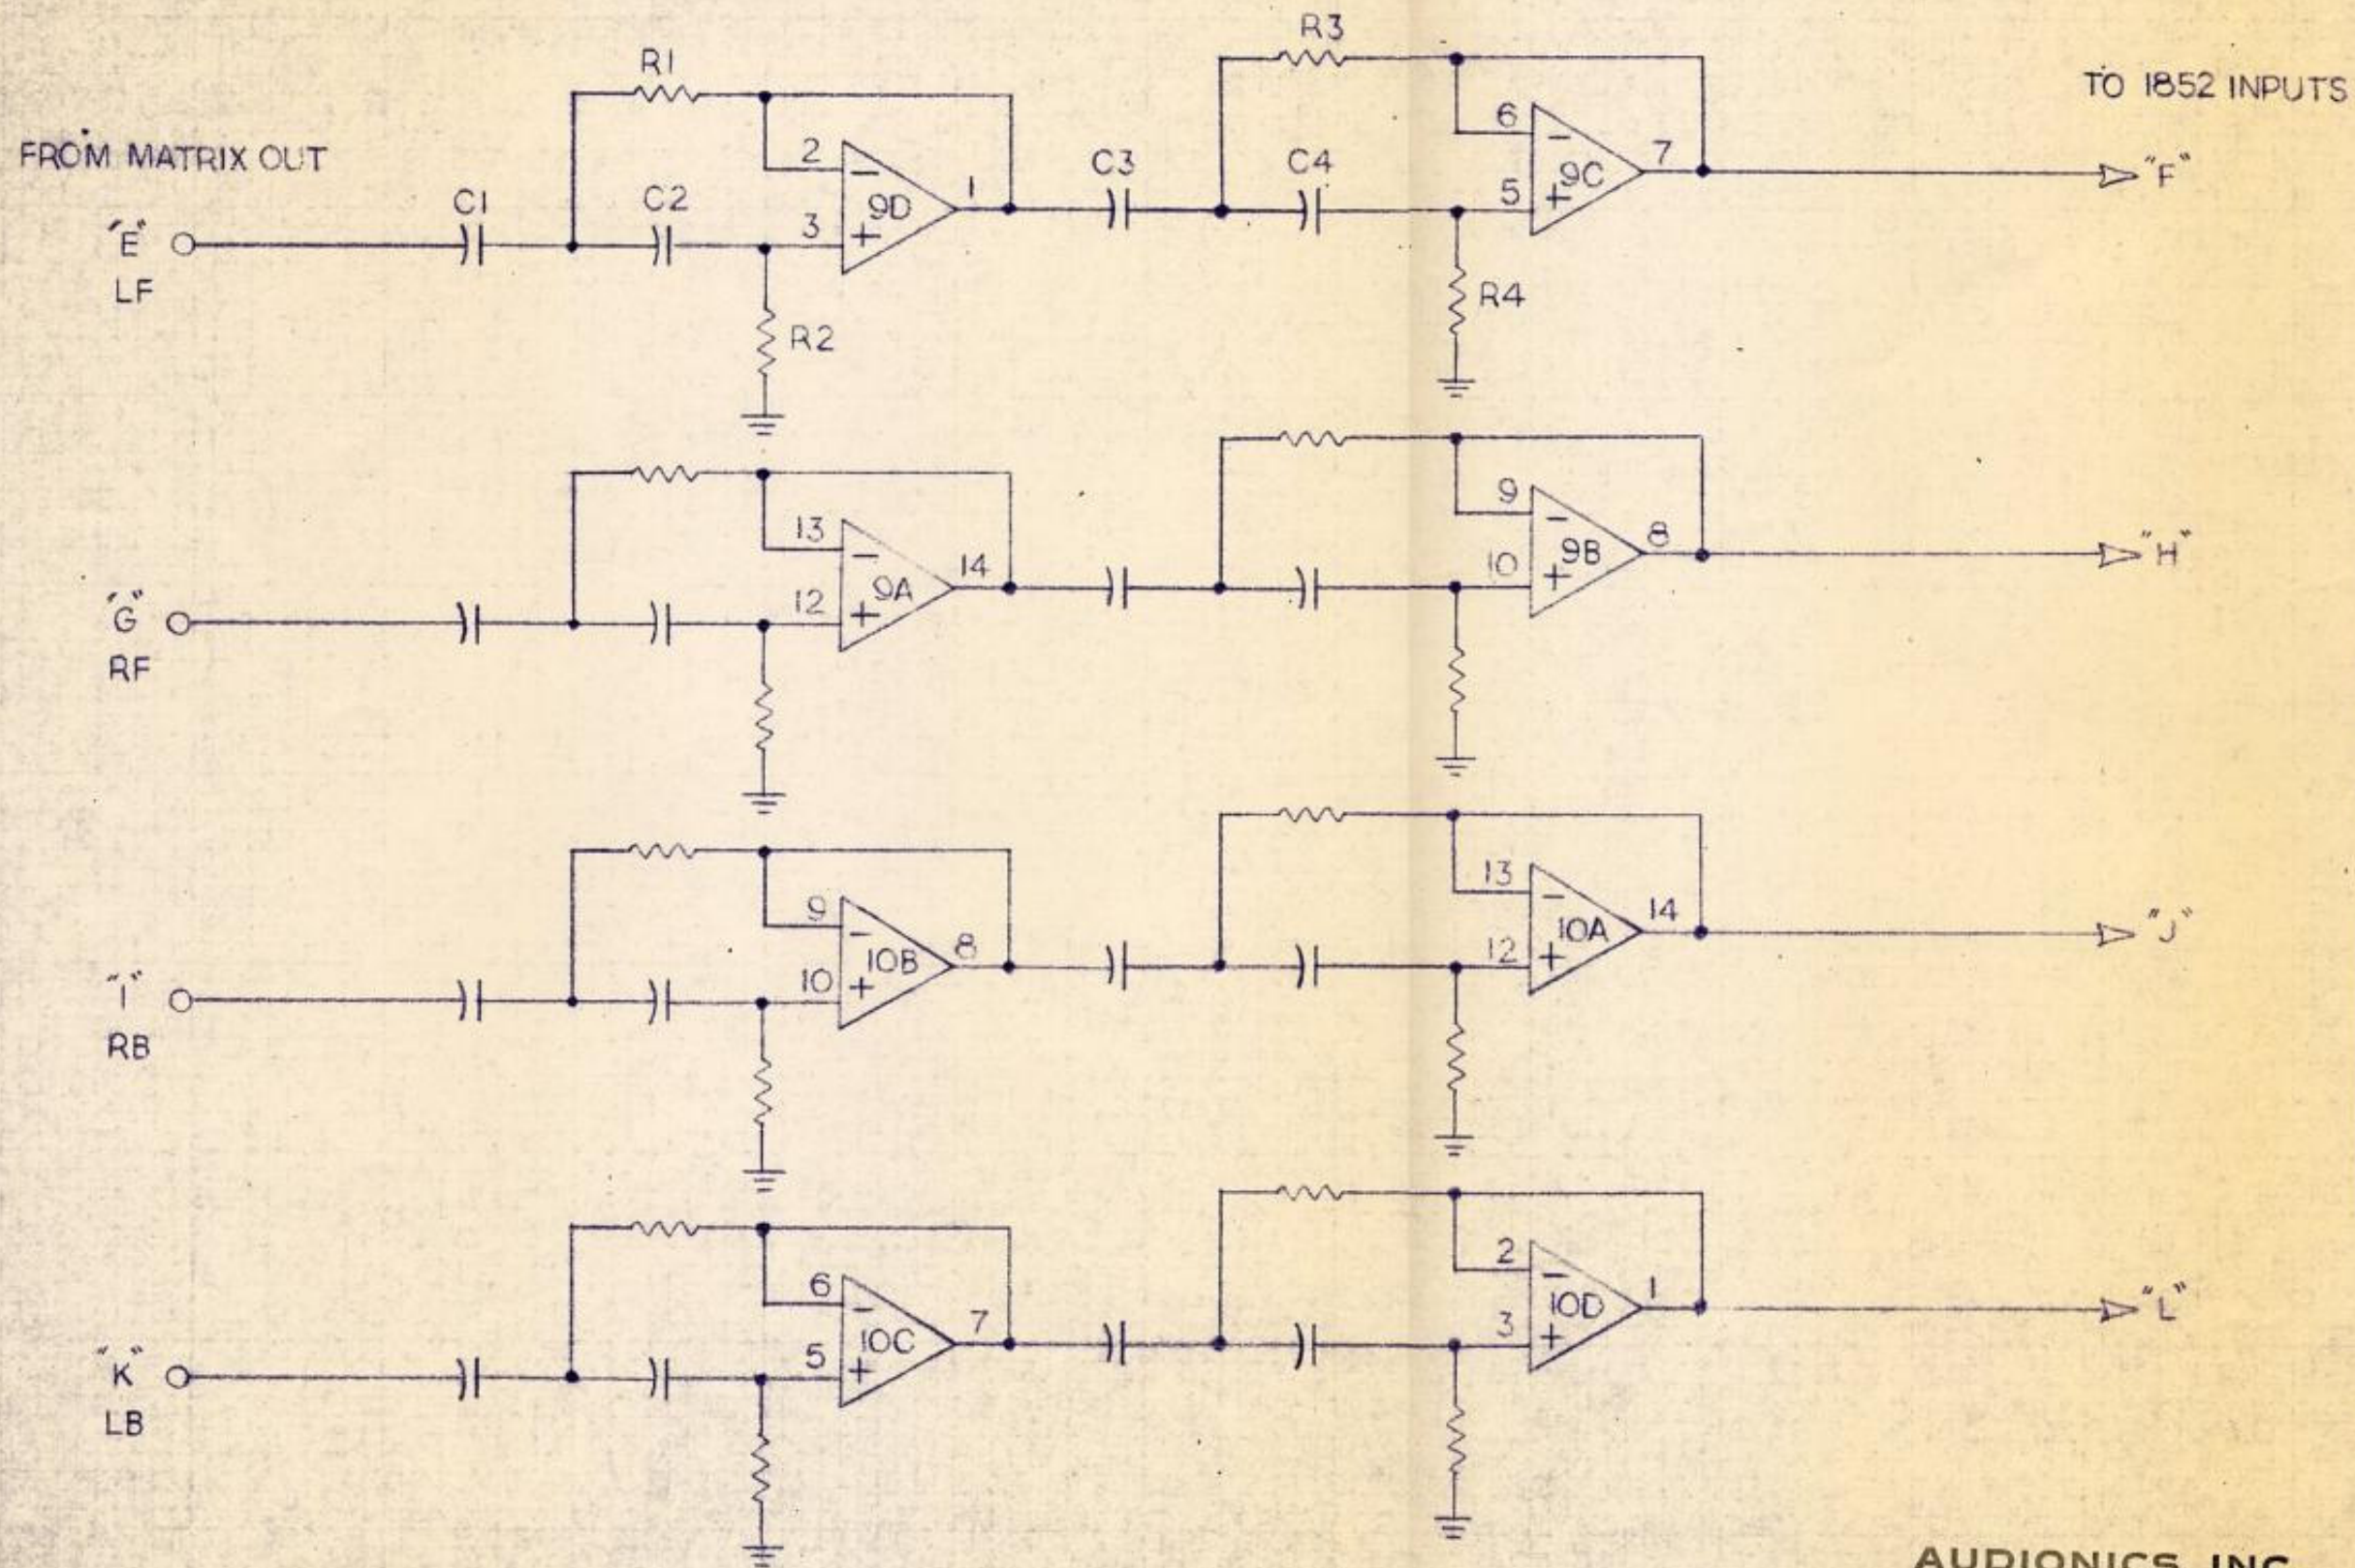 R3
R1
TO 1852 INPUTS
FROM MATRIX OUT
2
9D
1
3
+
-
C1
C2
C3
C4
6
9C
7
5
+
-
"F"
"E"
LF
R2
R4
13
9A
14
12
+
-
9
9B
8
10
+
-
"H"
"G"
RF
9
10B
8
10
+
-
13
10A
14
12
+
-
"J"
"I"
RB
6
10C
7
5
+
-
2
10D
1
3
+
-
"L"
"K"
LB
AUDIONICS, INC.